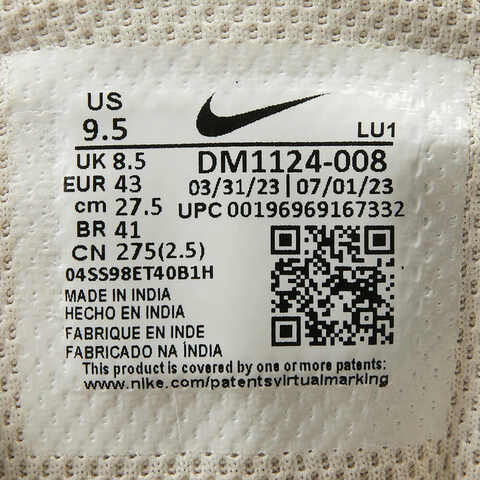 US
9.5
LU1
UK 8.5
DM1124-008
EUR 43
03/31/23 | 07/01/23
cm 27.5
UPC 00196969167332
BR 41
CN 275(2.5)
04SS98ET40B1H
MADE IN INDIA
HECHO EN INDIA
FABRIQUE EN INDE
FABRICADO NA ÍNDIA
This product is covered by one or more patents:
www.nike.com/patentsvirtualmarking